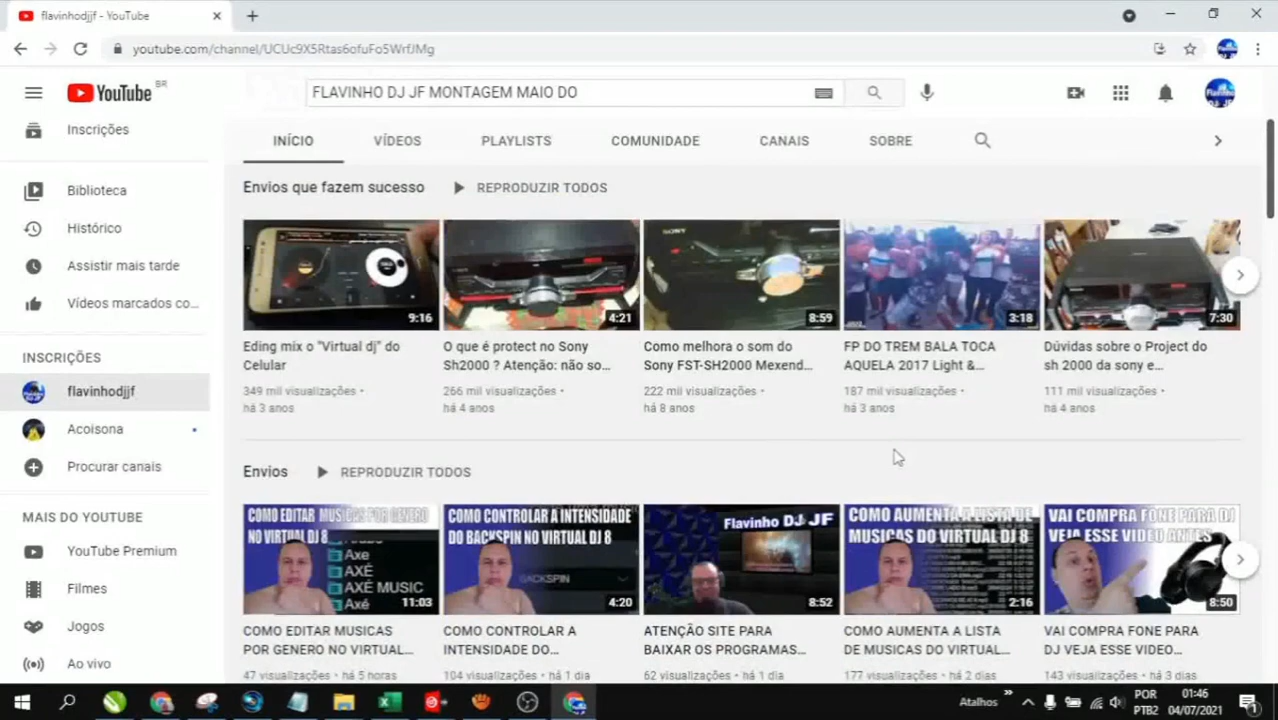 flavinhodjjf - YouTube
youtube.com/channel/UCUc9X5Rtas6ofuFo5WrfJMg
YouTube BR
FLAVINHO DJ JF MONTAGEM MAIO DO
INÍCIO VÍDEOS PLAYLISTS COMUNIDADE CANAIS SOBRE
Inscrições
Biblioteca
Histórico
Assistir mais tarde
Vídeos marcados co...
INSCRIÇÕES
flavinhodjjf
Acoisona
Procurar canais
MAIS DO YOUTUBE
YouTube Premium
Filmes
Jogos
Ao vivo
Envios que fazem sucesso REPRODUZIR TODOS
SONY
9:16 4:21 8:59 3:18 7:30
Eding mix o "Virtual dj" do
Celular
349 mil visualizações •
há 3 anos
O que é protect no Sony
Sh2000 ? Atenção: não so...
266 mil visualizações •
há 4 anos
Como melhora o som do
Sony FST-SH2000 Mexend...
222 mil visualizações •
há 8 anos
FP DO TREM BALA TOCA
AQUELA 2017 Light &...
187 mil visualizações •
há 3 anos
Dúvidas sobre o Project do
sh 2000 da sony e...
111 mil visualizações •
há 4 anos
Envios REPRODUZIR TODOS
COMO EDITAR MUSICAS POR GENERO
NO VIRTUAL DJ 8
Axe
AXÉ
AXE MUSIC
Axé
11:03
COMO CONTROLAR A INTENSIDADE
DO BACKSPIN NO VIRTUAL DJ 8
BACKSPIN
4:20
Flavinho DJ JF
8:52
COMO AUMENTA A LISTA DE
MUSICAS DO VIRTUAL DJ 8
2:16
VAI COMPRA FONE PARA DJ
VEJA ESSE VIDEO ANTES
8:50
COMO EDITAR MUSICAS
POR GENERO NO VIRTUAL...
47 visualizações • há 5 horas
COMO CONTROLAR A
INTENSIDADE DO...
104 visualizações • há 1 dia
ATENÇÃO SITE PARA
BAIXAR OS PROGRAMAS...
62 visualizações • há 1 dia
COMO AUMENTA A LISTA
DE MUSICAS DO VIRTUAL...
177 visualizações • há 2 dias
VAI COMPRA FONE PARA
DJ VEJA ESSE VIDEO...
143 visualizações • há 3 dias
Atalhos
POR
PTB2
01:46
04/07/2021
1